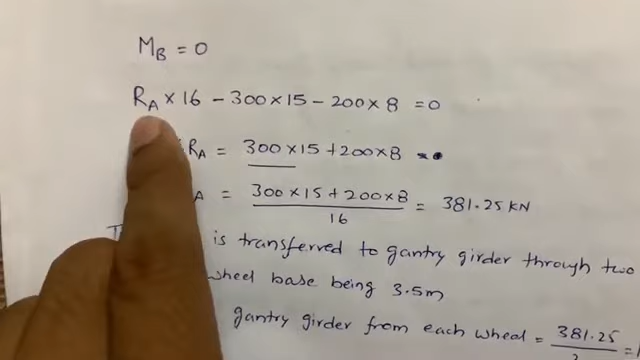 MB = 0
RA × 16 – 300×15 – 200×8 = 0
RA = 300×15 + 200×8
= 300×15 + 200×8 / 16 = 381.25 KN
is transferred to gantry girder through two
wheel base being 3.5m
gantry girder from each wheel = 381.25 =